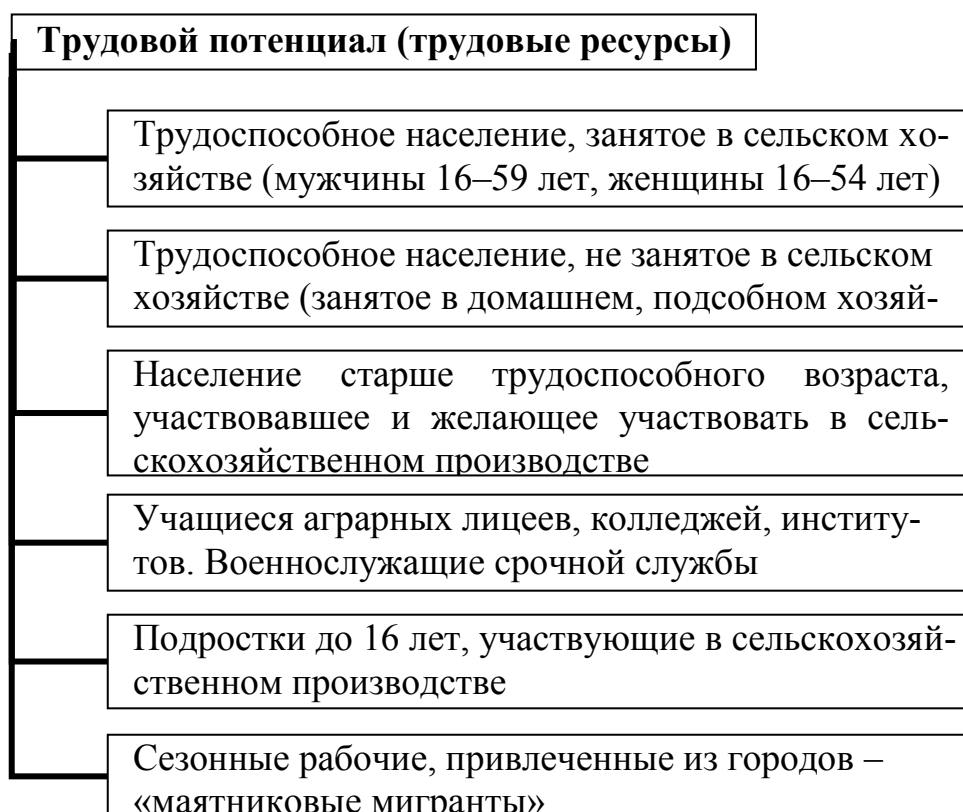 Трудовой потенциал (трудовые ресурсы)
Трудоспособное население, занятое в сельском хо-
зяйстве (мужчины 16–59 лет, женщины 16–54 лет)
Трудоспособное население, не занятое в сельском
хозяйстве (занятое в домашнем, подсобном хозяй-
Население старше трудоспособного возраста,
участвовавшее и желающее участвовать в сель-
скохозяйственном производстве
Учащиеся аграрных лицеев, колледжей, институ-
тов. Военнослужащие срочной службы
Подростки до 16 лет, участвующие в сельскохозяй-
ственном производстве
Сезонные рабочие, привлеченные из городов –
«маятниковые мигранты»